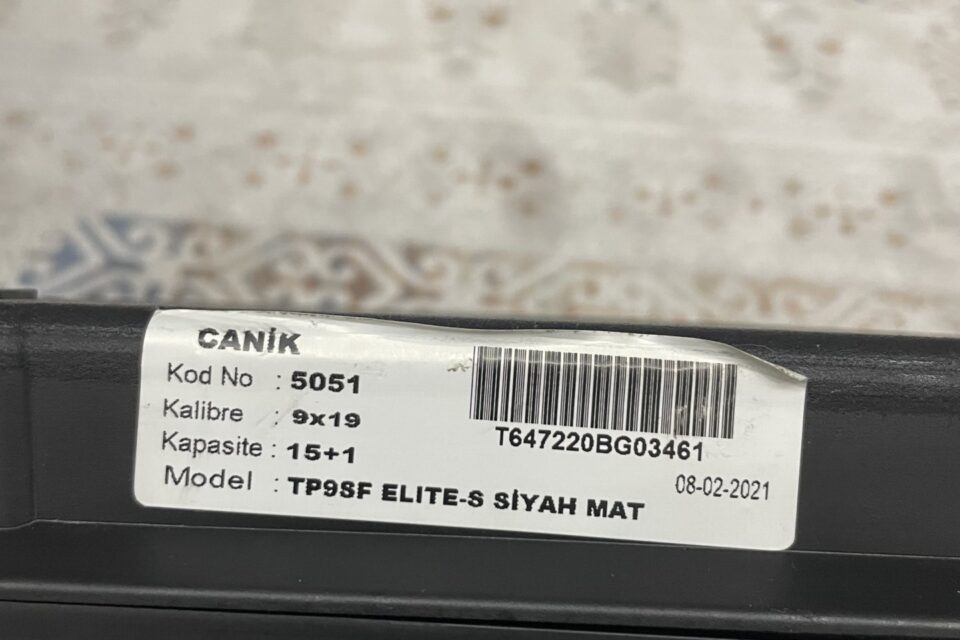 CANİK
Kod No : 5051
Kalibre : 9x19
Kapasite : 15+1
Model : TP9SF ELITE-S SİYAH MAT
T647220BG03461
08-02-2021